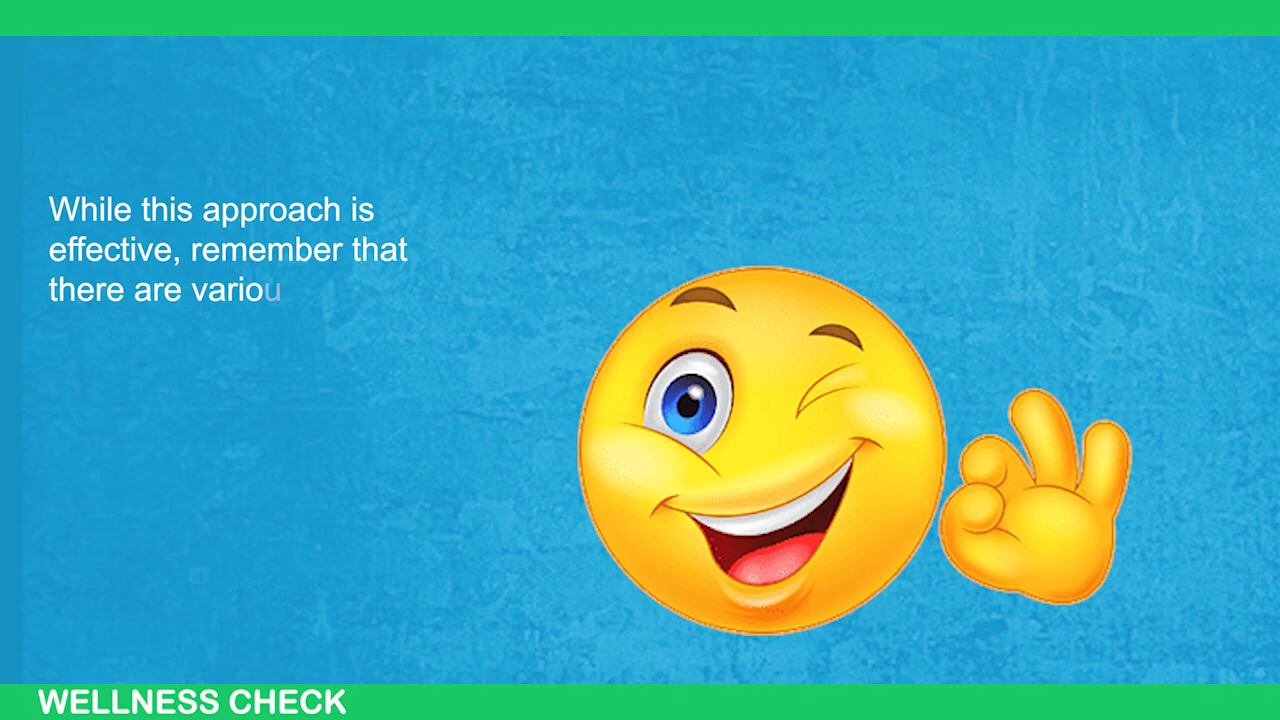 While this approach is
effective, remember that
there are variou
WELLNESS CHECK